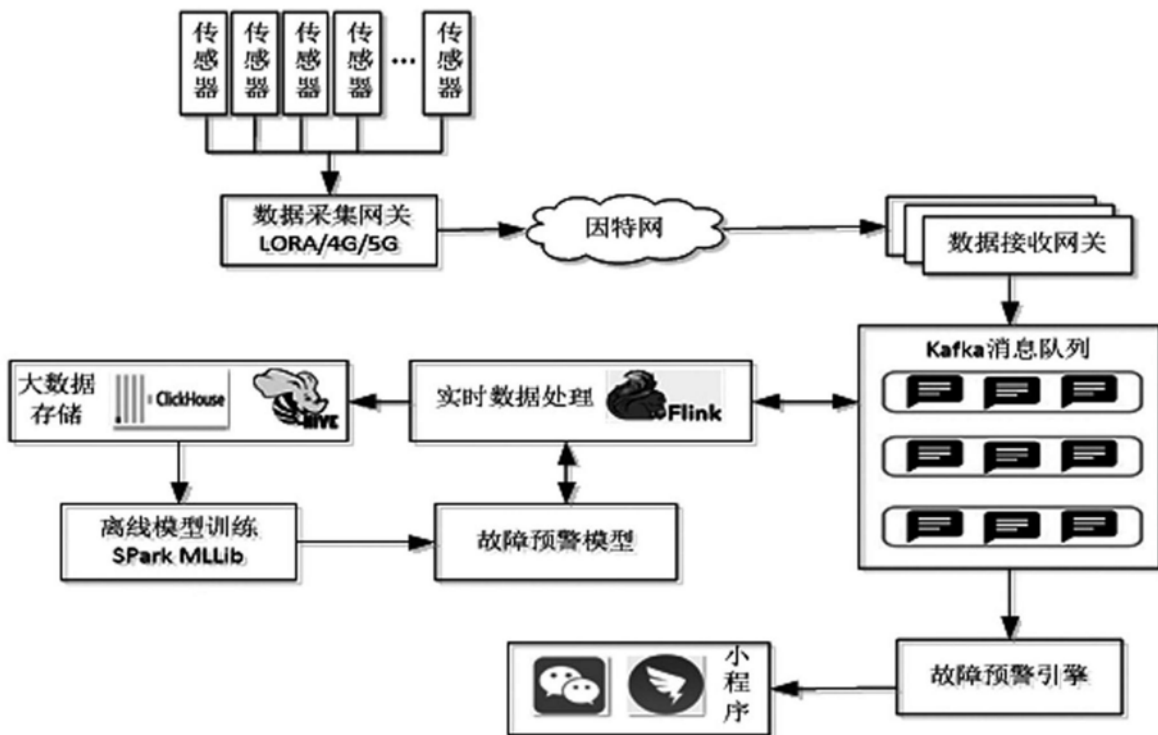 传感器
传感器
传感器
传感器
...
传感器
数据采集网关
LORA/4G/5G
因特网
数据接收网关
Kafka消息队列
大数据
存储
ClickHouse
HIVE
实时数据处理
Flink
离线模型训练
SPark MLLib
故障预警模型
小程序
故障预警引擎